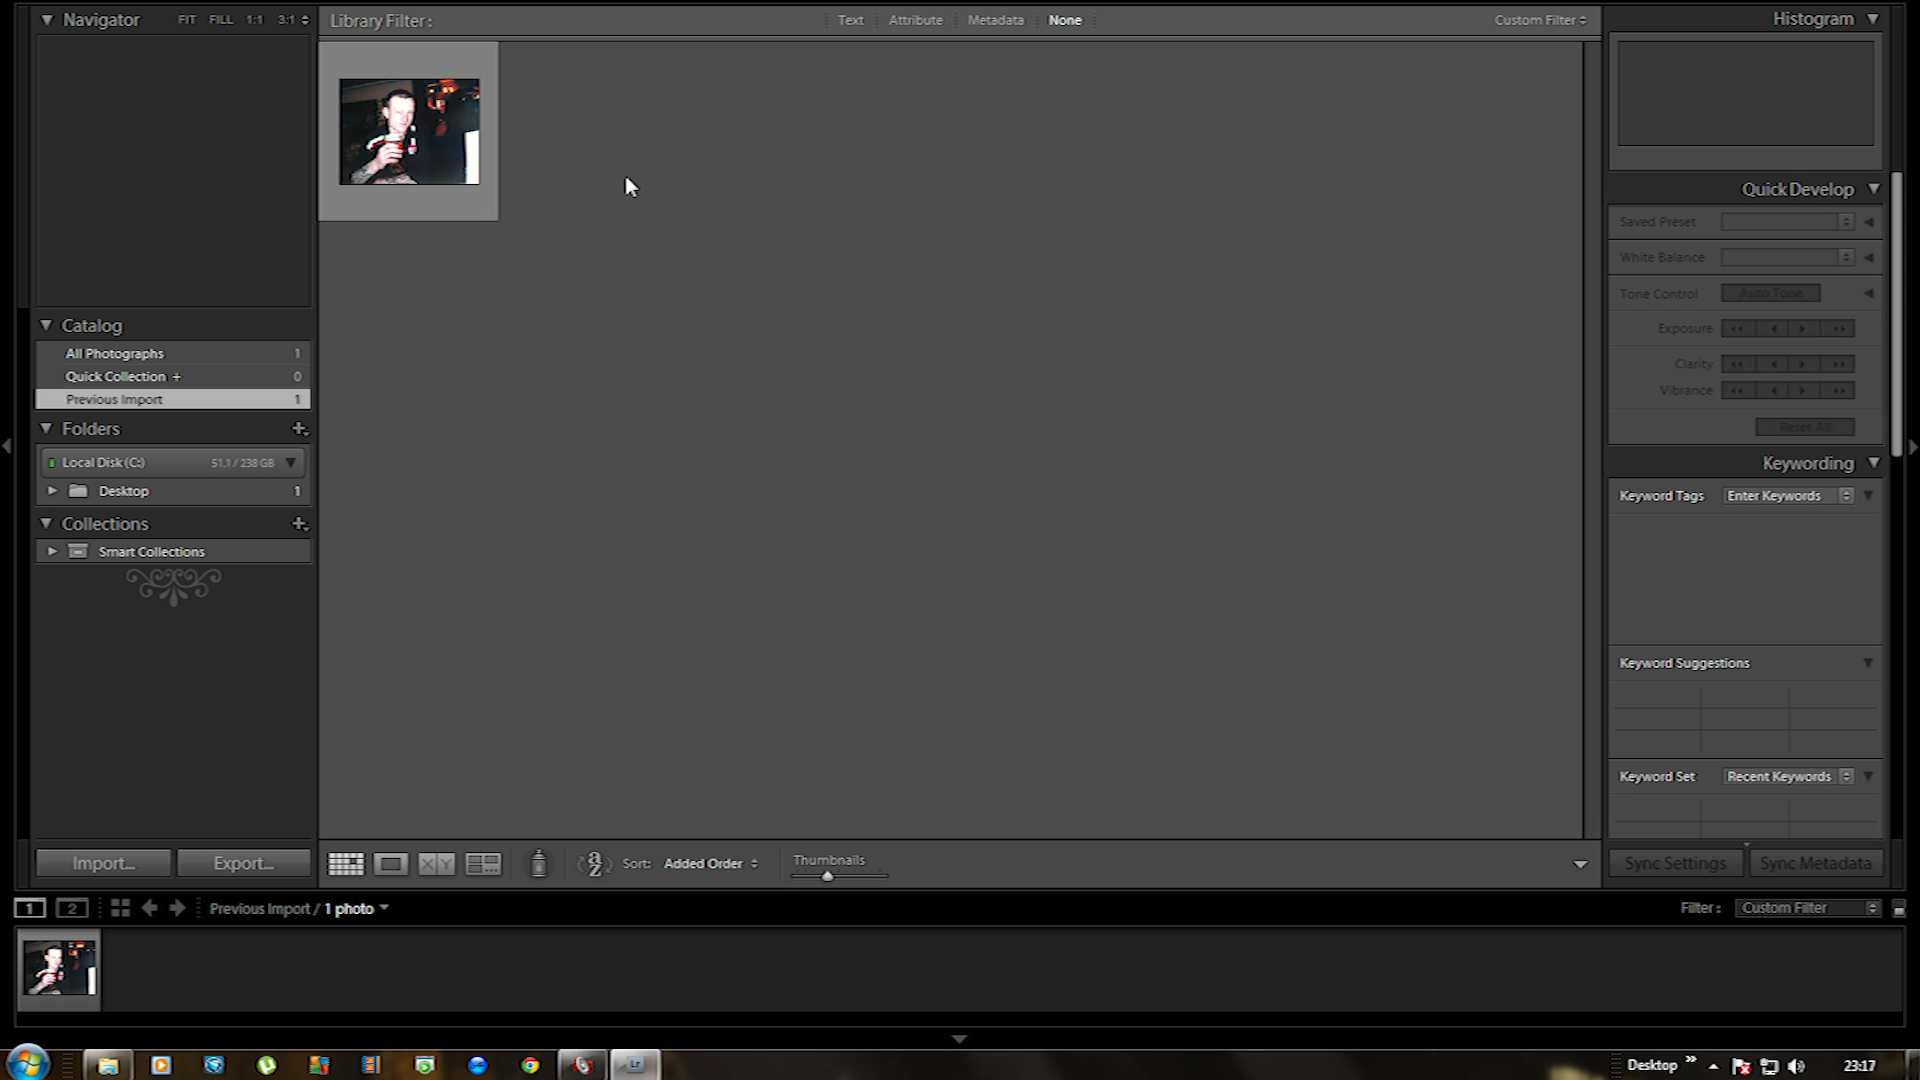 Navigator FIT FILL 1:1 3:1
Library Filter :
Text Attribute Metadata None
Custom Filter
Histogram
Quick Develop
Saved Preset
White Balance
Tone Control Auto Tone
Exposure
Clarity
Vibrance
Reset All
Catalog
All Photographs 1
Quick Collection + 0
Previous Import 1
Folders
Local Disk (C:) 51.1 / 238 GB
Desktop 1
Collections
Smart Collections
Keywording
Keyword Tags Enter Keywords
Keyword Suggestions
Keyword Set Recent Keywords
Import... Export...
X Y
a z
Sort: Added Order
Thumbnails
Sync Settings Sync Metadata
1 2 Previous Import / 1 photo
Filter : Custom Filter
Lr
Desktop » 23:17